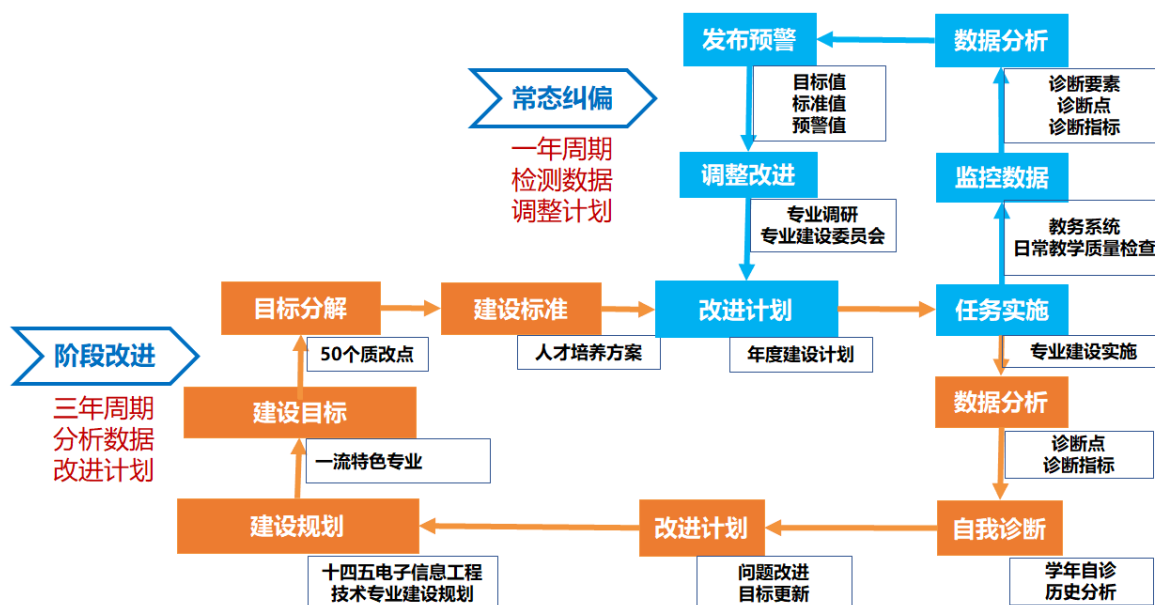 发布预警
数据分析
目标值
标准值
预警值
诊断要素
诊断点
诊断指标
常态纠偏
一年周期
检测数据
调整计划
调整改进
监控数据
专业调研
专业建设委员会
教务系统
日常教学质量检查
目标分解
建设标准
改进计划
任务实施
50个质改点
人才培养方案
年度建设计划
专业建设实施
阶段改进
三年周期
分析数据
改进计划
建设目标
数据分析
一流特色专业
诊断点
诊断指标
建设规划
改进计划
自我诊断
十四五电子信息工程
技术专业建设规划
问题改进
目标更新
学年自诊
历史分析